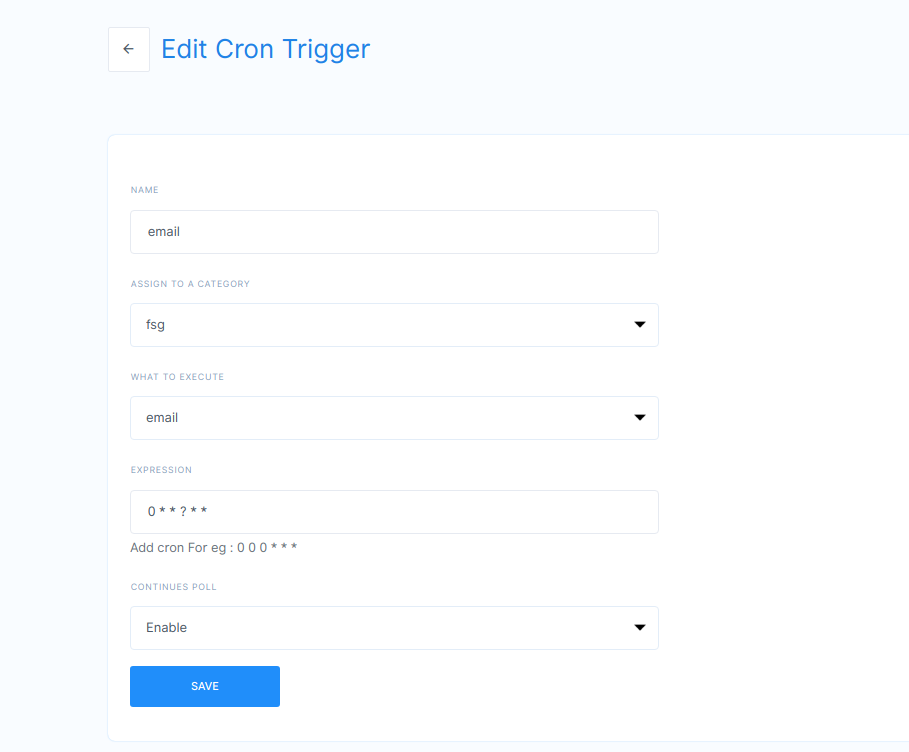 Edit Cron Trigger
NAME
email
ASSIGN TO A CATEGORY
fsg
WHAT TO EXECUTE
email
EXPRESSION
0 * * ? * *
Add cron For eg : 0 0 0 * * *
CONTINUES POLL
Enable
SAVE